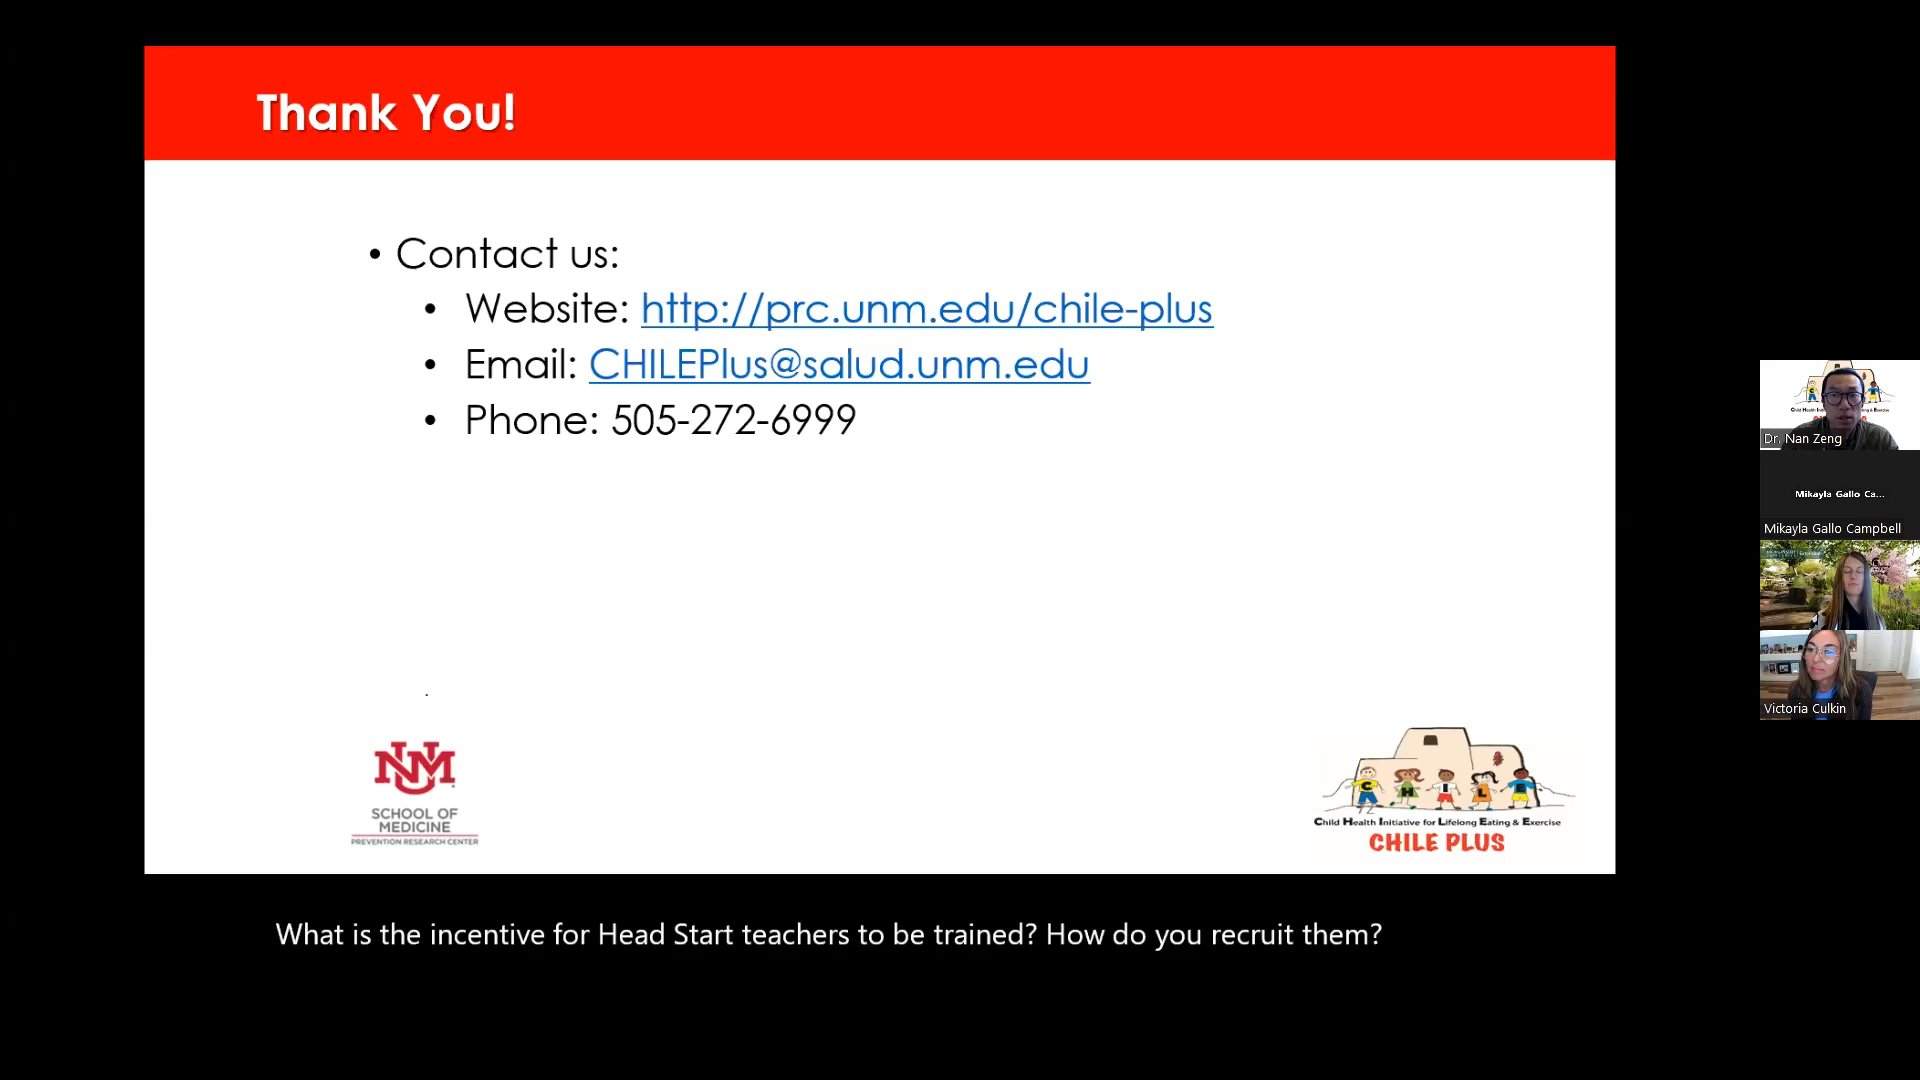 Thank You!
• Contact us:
• Website: http://prc.unm.edu/chile-plus
• Email: CHILEPlus@salud.unm.edu
• Phone: 505-272-6999
NM
SCHOOL OF
MEDICINE
PREVENTION RESEARCH CENTER
C H I L E
Child Health Initiative for Lifelong Eating & Exercise
CHILE PLUS
Dr. Nan Zeng
Mikayla Gallo Ca...
Mikayla Gallo Campbell
Victoria Culkin
What is the incentive for Head Start teachers to be trained? How do you recruit them?